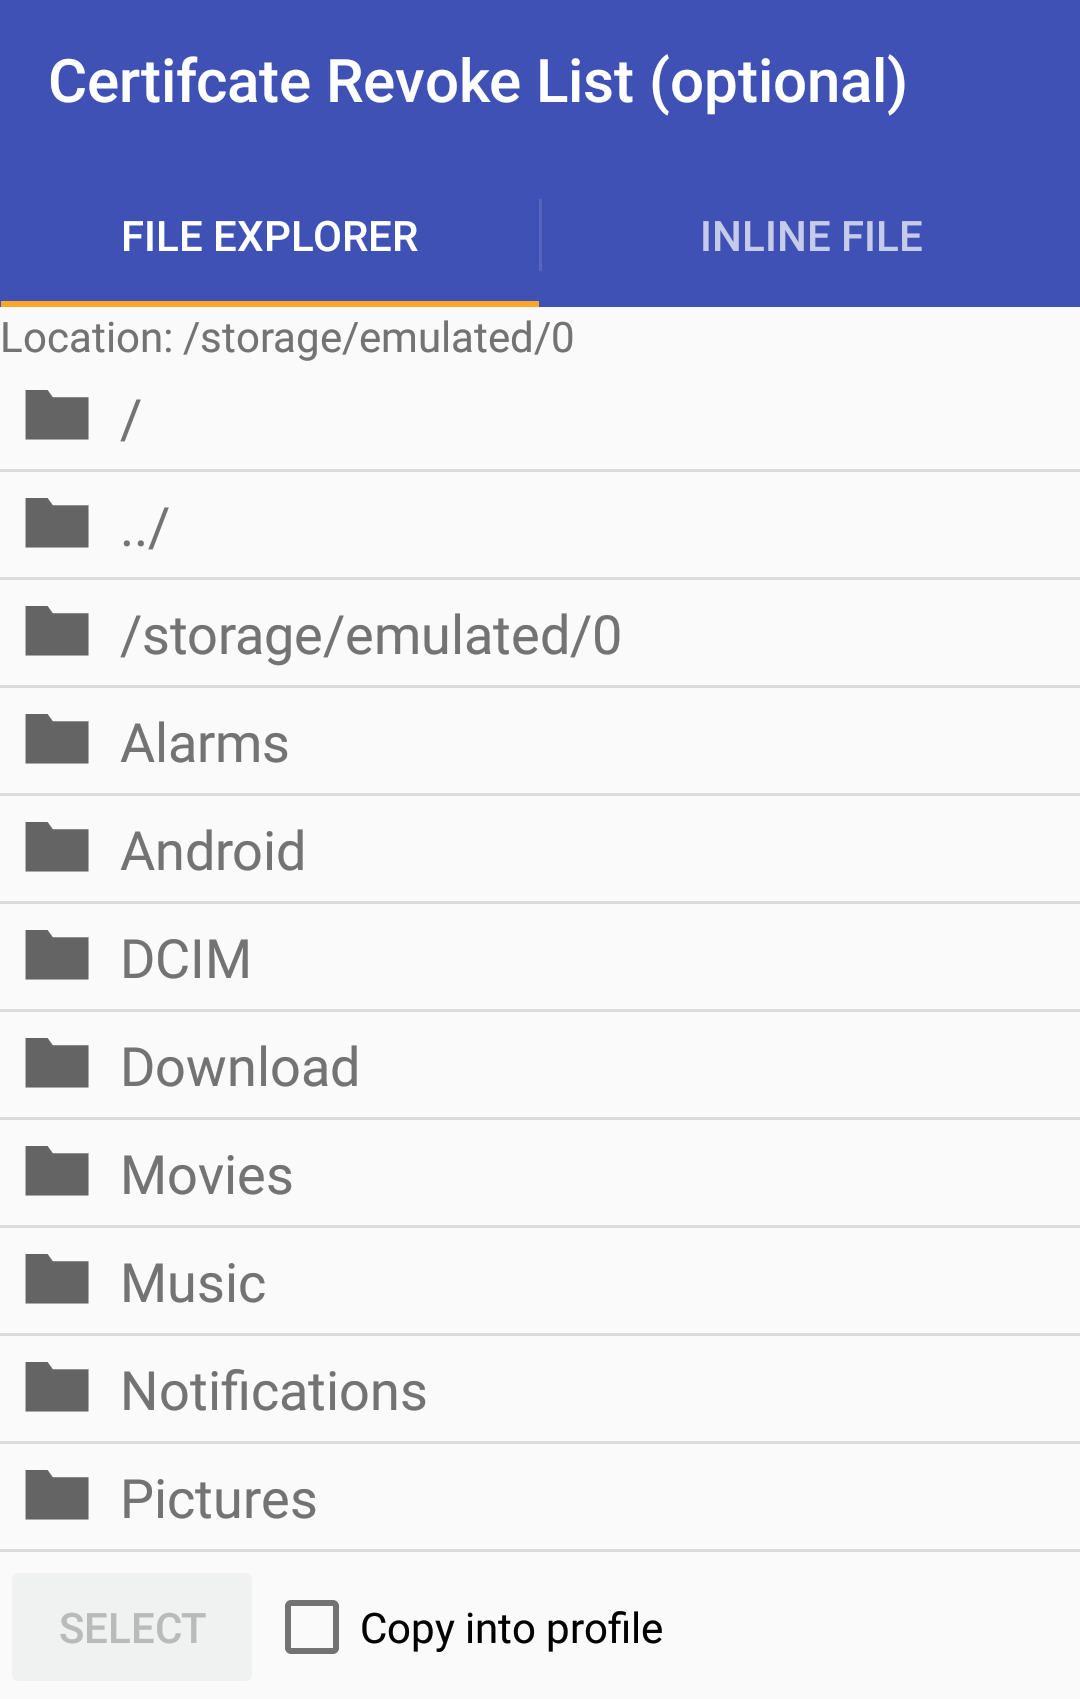 Certifcate Revoke List (optional)
FILE EXPLORER
INLINE FILE
Location: /storage/emulated/0
/
../
/storage/emulated/0
Alarms
Android
DCIM
Download
Movies
Music
Notifications
Pictures
SELECT
Copy into profile